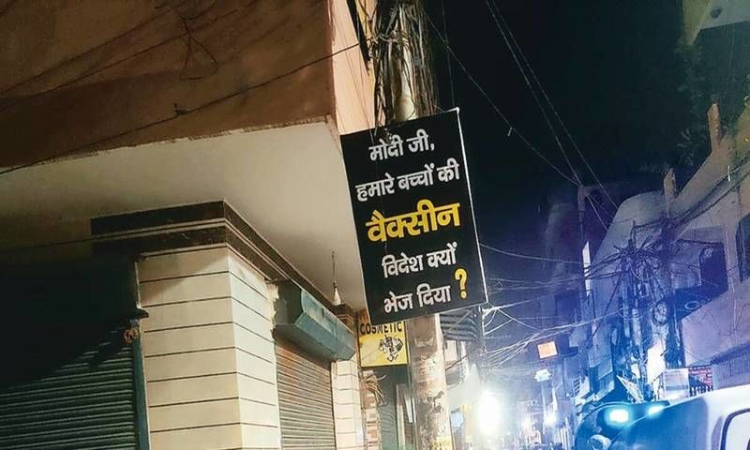 मोदी जी,
हमारे बच्चों की
वैक्सीन
विदेश क्यों
भेज दिया ?
COSMETIC